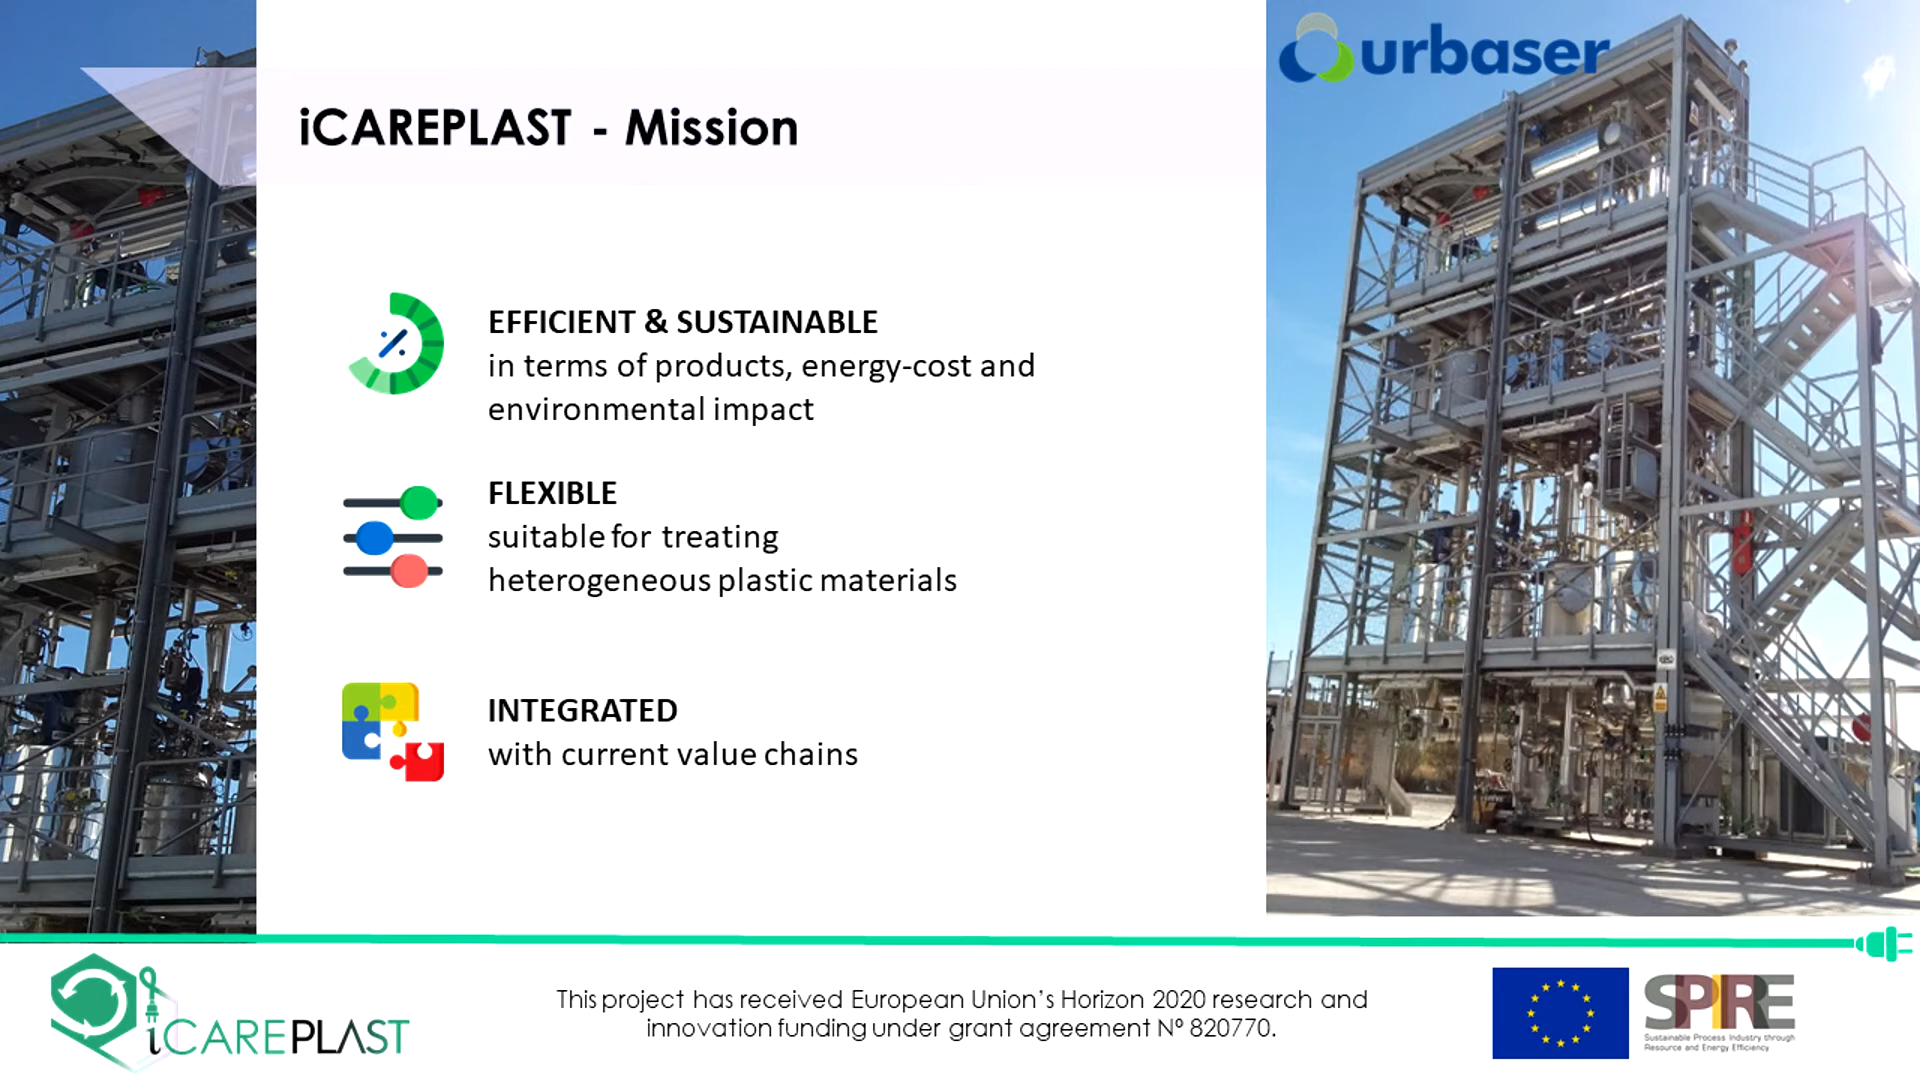 urbaser
iCAREPLAST - Mission
EFFICIENT & SUSTAINABLE
in terms of products, energy-cost and
environmental impact
FLEXIBLE
suitable for treating
heterogeneous plastic materials
INTEGRATED
with current value chains
iCAREPLAST
This project has received European Union’s Horizon 2020 research and
innovation funding under grant agreement Nº 820770.
SPIRE
Sustainable Process Industry through
Resource and Energy Efficiency